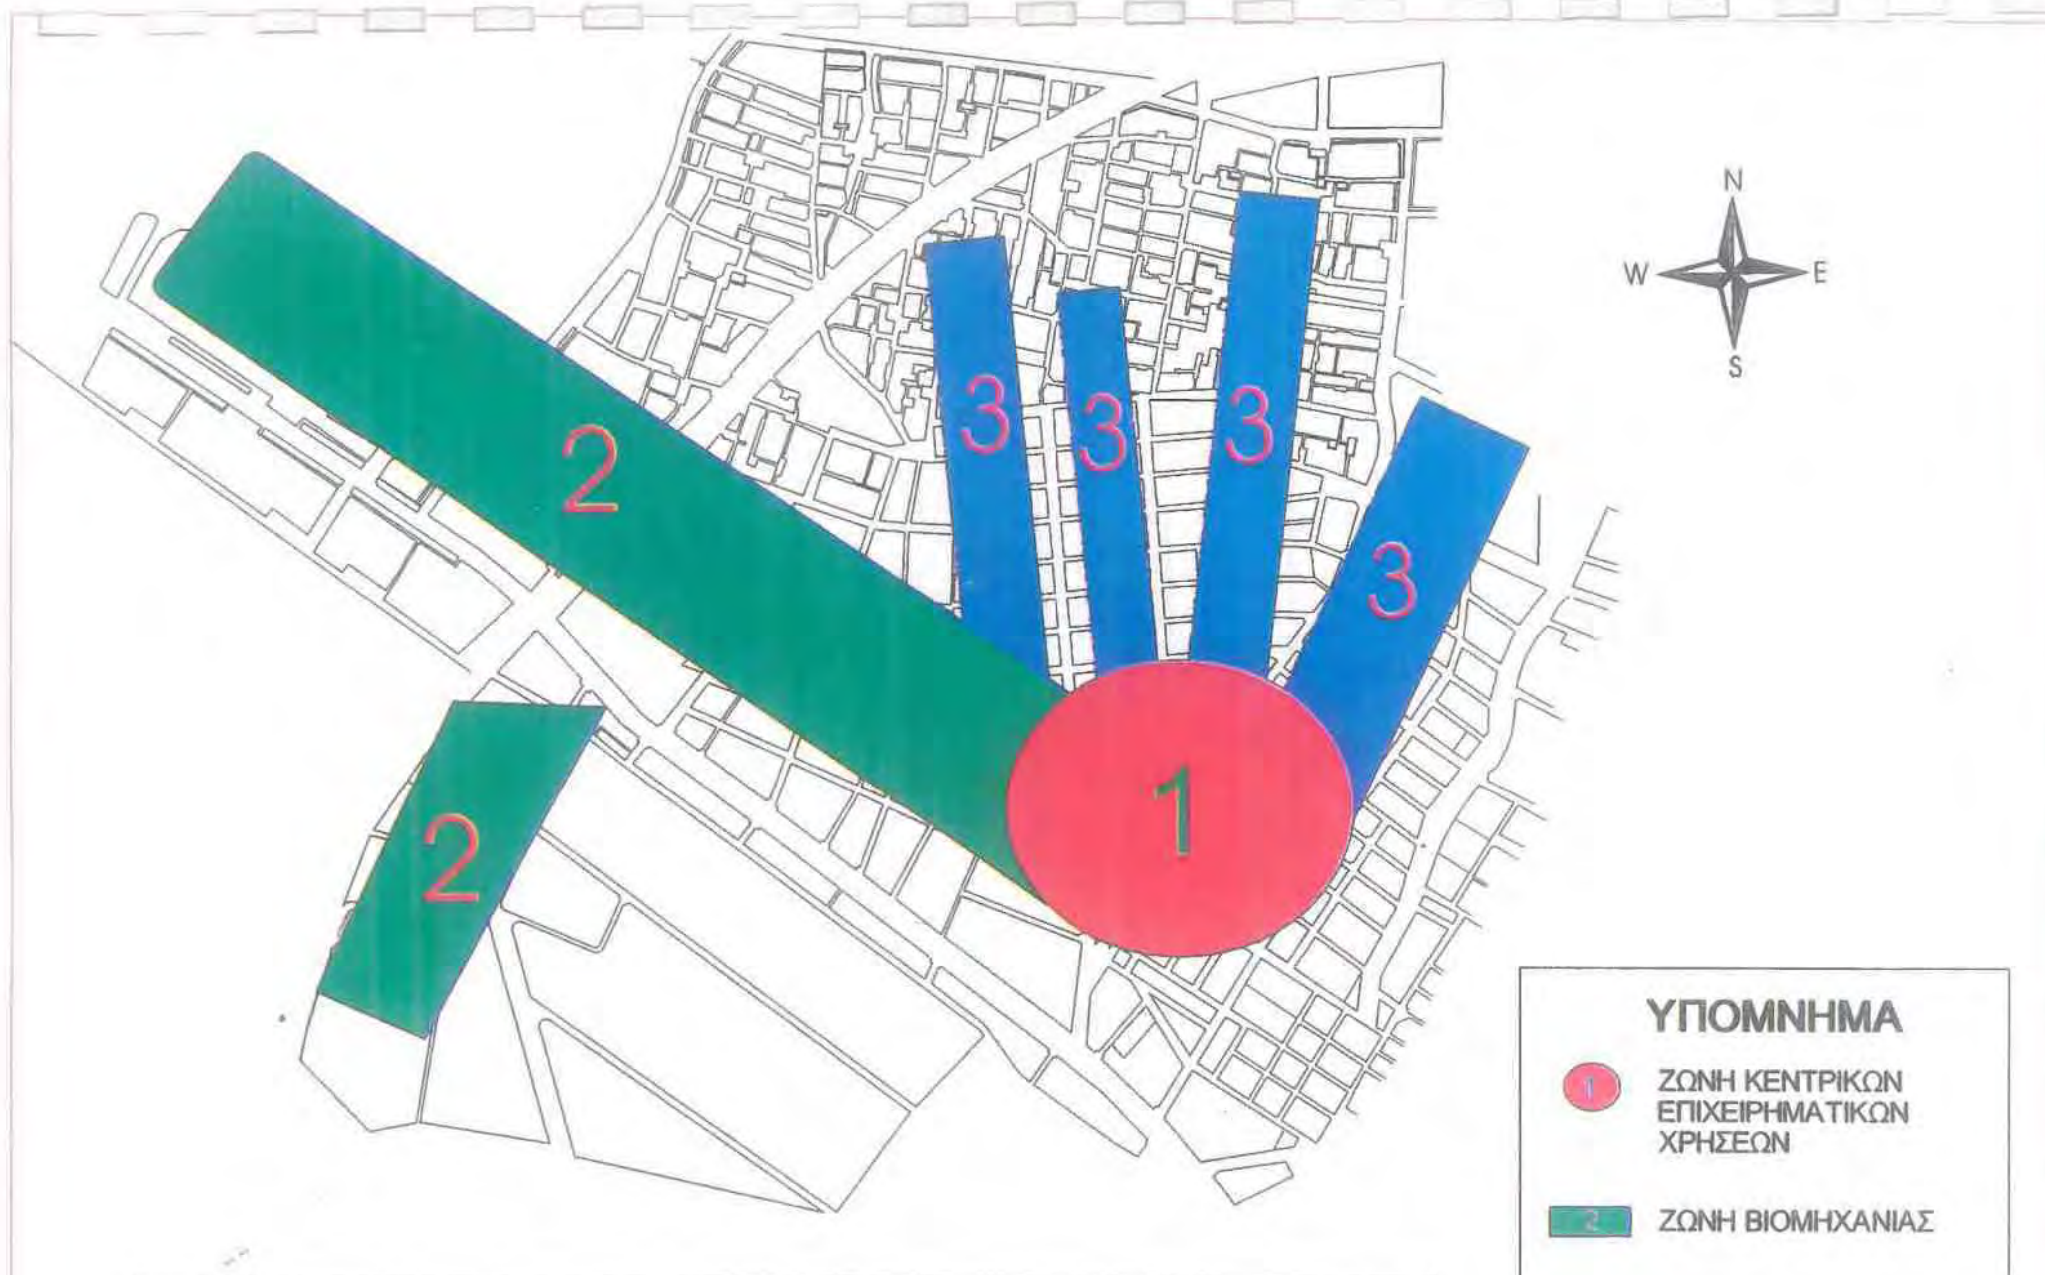 N
W E
S
3 3 3
2
3
1
2
ΥΠΟΜΝΗΜΑ
1 ΖΩΝΗ ΚΕΝΤΡΙΚΩΝ
ΕΠΙΧΕΙΡΗΜΑΤΙΚΩΝ
ΧΡΗΣΕΩΝ
2 ΖΩΝΗ ΒΙΟΜΗΧΑΝΙΑΣ